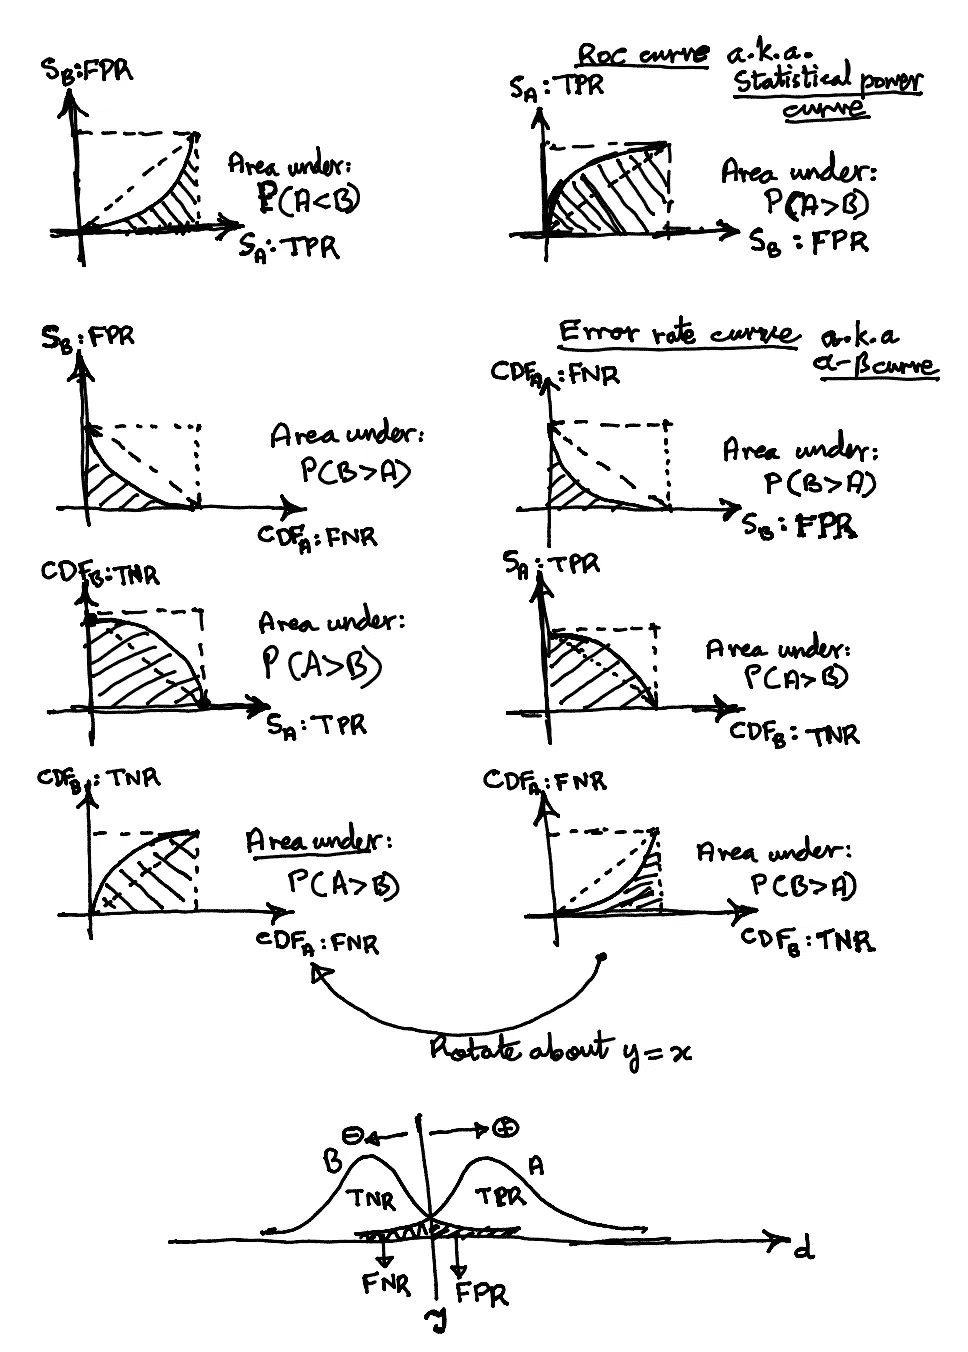 ROC curve a.k.a.
Statistical power
curve
S_B:FPR
Area under:
P(A<B)
S_A:TPR
S_A:TPR
Area under:
P(A>B)
S_B:FPR
Error rate curve a.k.a
α-β curve
S_B:FPR
Area under:
P(B>A)
CDF_A:FNR
CDF_A:FNR
Area under:
P(B>A)
S_B:FPR
CDF_B:TNR
Area under:
P(A>B)
S_A:TPR
S_A:TPR
Area under:
P(A>B)
CDF_B:TNR
CDF_B:TNR
Area under:
P(A>B)
CDF_A:FNR
CDF_A:FNR
Area under:
P(B>A)
CDF_B:TNR
Rotate about y=x
⊖ ⊕
B A
TNR TPR
d
FNR FPR
y